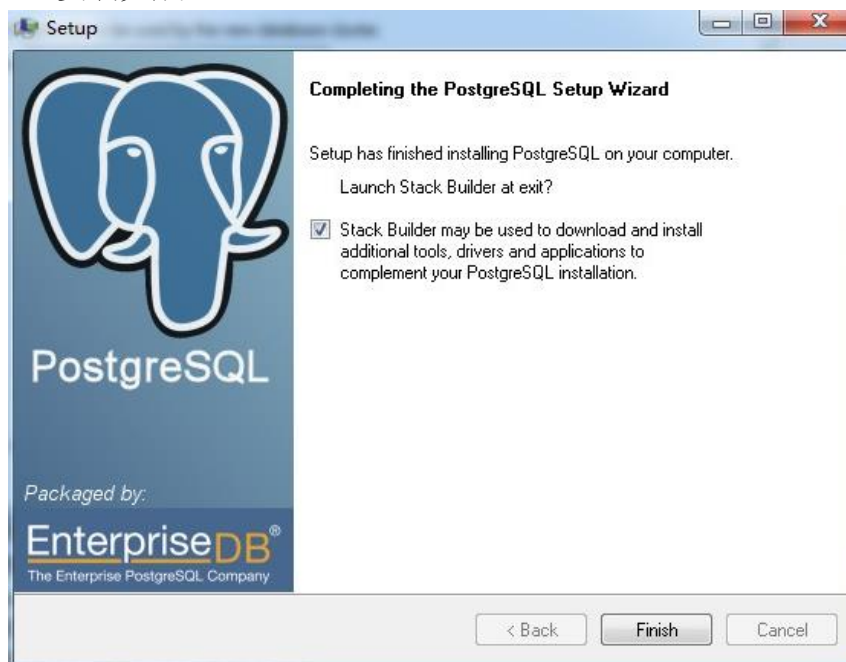 Setup
Completing the PostgreSQL Setup Wizard
Setup has finished installing PostgreSQL on your computer.
Launch Stack Builder at exit?
Stack Builder may be used to download and install
additional tools, drivers and applications to
complement your PostgreSQL installation.
PostgreSQL
Packaged by:
EnterpriseDB®
The Enterprise PostgreSQL Company
< Back
Finish
Cancel